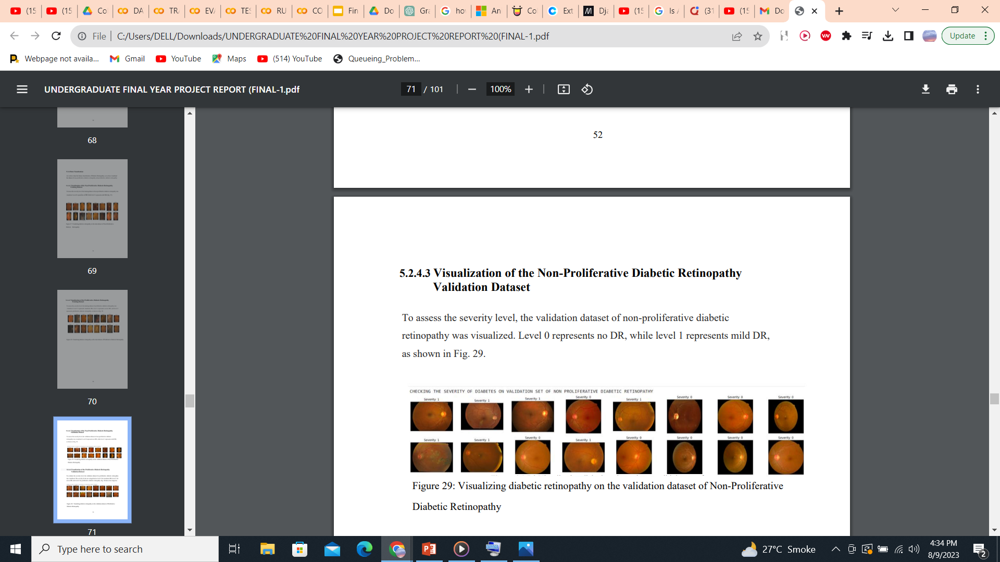 (15
(15
Co
DA
TR
EV
TES
RU
CO
Fin
Do
Gra
ho
An
Co
Ext
Dja
(15
Is
(31
(15
Do
File
C:/Users/DELL/Downloads/UNDERGRADUATE%20FINAL%20YEAR%20PROJECT%20REPORT%20(FINAL-1.pdf
Update
Webpage not availa...
Gmail
YouTube
Maps
(514) YouTube
Queueing_Problem...
UNDERGRADUATE FINAL YEAR PROJECT REPORT (FINAL-1.pdf
71 / 101
100%
68
69
70
71
52
5.2.4.3 Visualization of the Non-Proliferative Diabetic Retinopathy
Validation Dataset
To assess the severity level, the validation dataset of non-proliferative diabetic
retinopathy was visualized. Level 0 represents no DR, while level 1 represents mild DR,
as shown in Fig. 29.
CHECKING THE SEVERITY OF DIABETES ON VALIDATION SET OF NON PROLIFERATIVE DIABETIC RETINOPATHY
Severity: 1 Severity: 1 Severity: 1 Severity: 0 Severity: 1 Severity: 0 Severity: 0 Severity: 0
Severity: 1 Severity: 1 Severity: 0 Severity: 1 Severity: 0 Severity: 0 Severity: 0 Severity: 0
Figure 29: Visualizing diabetic retinopathy on the validation dataset of Non-Proliferative
Diabetic Retinopathy
Type here to search
27°C Smoke
4:34 PM
8/9/2023
2